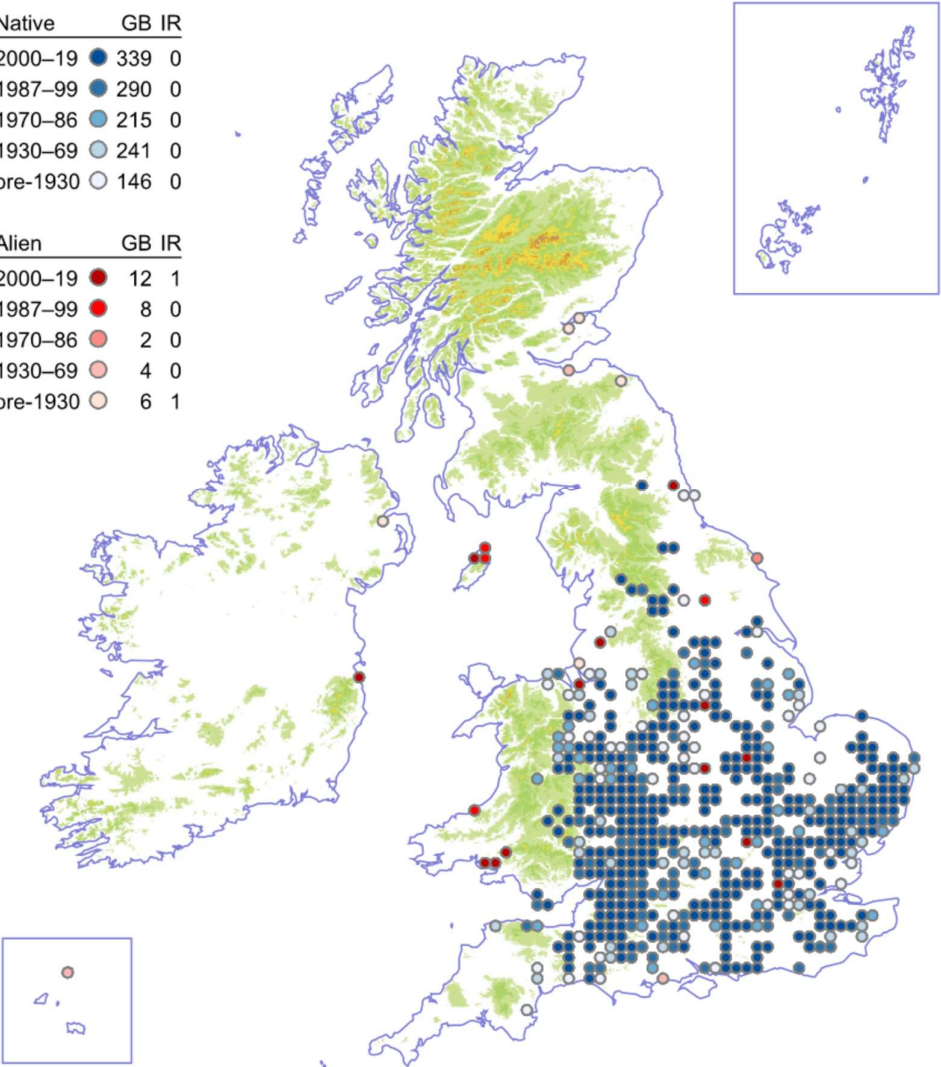 Native GB IR
2000–19 339 0
1987–99 290 0
1970–86 215 0
1930–69 241 0
pre-1930 146 0
Alien GB IR
2000–19 12 1
1987–99 8 0
1970–86 2 0
1930–69 4 0
pre-1930 6 1